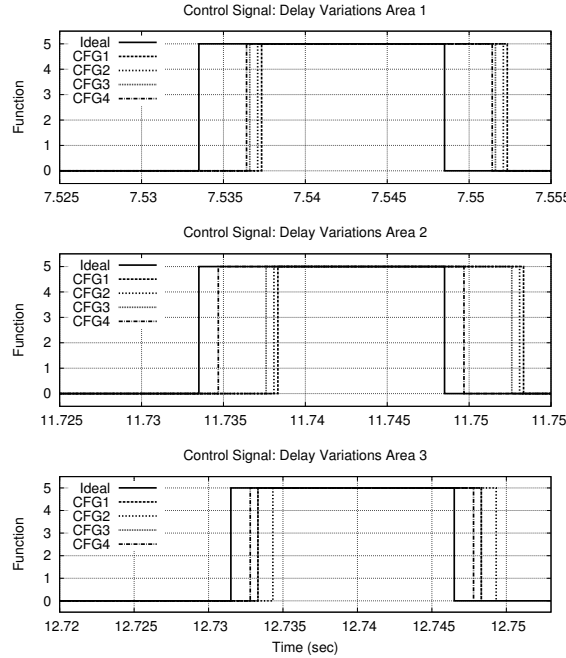 Control Signal: Delay Variations Area 1
Function
5
4
3
2
1
0
Ideal
CFG1
CFG2
CFG3
CFG4
7.525 7.53 7.535 7.54 7.545 7.55 7.555
Control Signal: Delay Variations Area 2
Function
5
4
3
2
1
0
Ideal
CFG1
CFG2
CFG3
CFG4
11.725 11.73 11.735 11.74 11.745 11.75 11.75
Control Signal: Delay Variations Area 3
Function
5
4
3
2
1
0
Ideal
CFG1
CFG2
CFG3
CFG4
12.72 12.725 12.73 12.735 12.74 12.745 12.75
Time (sec)